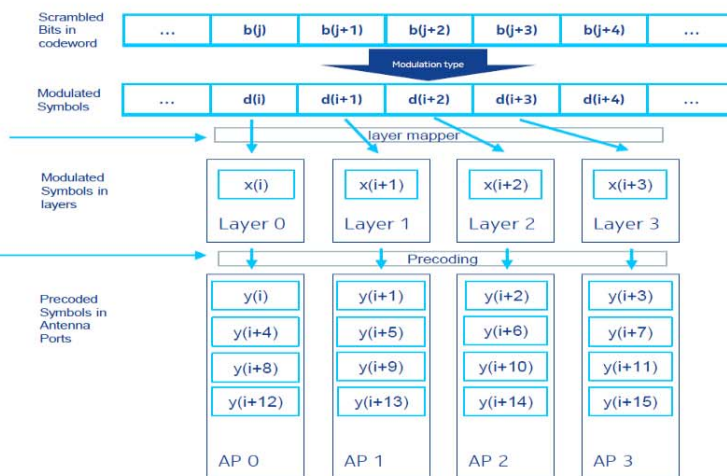 Scrambled
Bits in
codeword
... b(j) b(j+1) b(j+2) b(j+3) b(j+4) ...
Modulation type
Modulated
Symbols
... d(i) d(i+1) d(i+2) d(i+3) d(i+4) ...
layer mapper
Modulated
Symbols in
layers
x(i) x(i+1) x(i+2) x(i+3)
Layer 0 Layer 1 Layer 2 Layer 3
Precoding
Precoded
Symbols in
Antenna
Ports
y(i) y(i+1) y(i+2) y(i+3)
y(i+4) y(i+5) y(i+6) y(i+7)
y(i+8) y(i+9) y(i+10) y(i+11)
y(i+12) y(i+13) y(i+14) y(i+15)
AP 0 AP 1 AP 2 AP 3